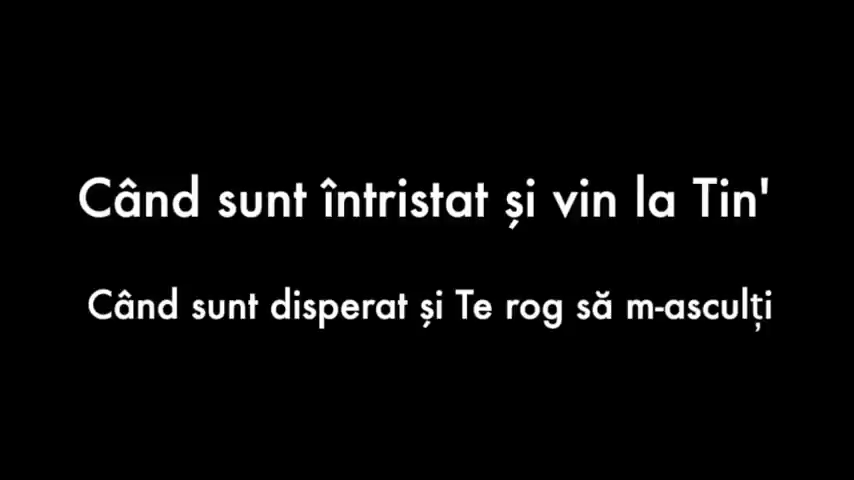 Când sunt întristat și vin la Tin'
Când sunt disperat și Te rog să m-asculți